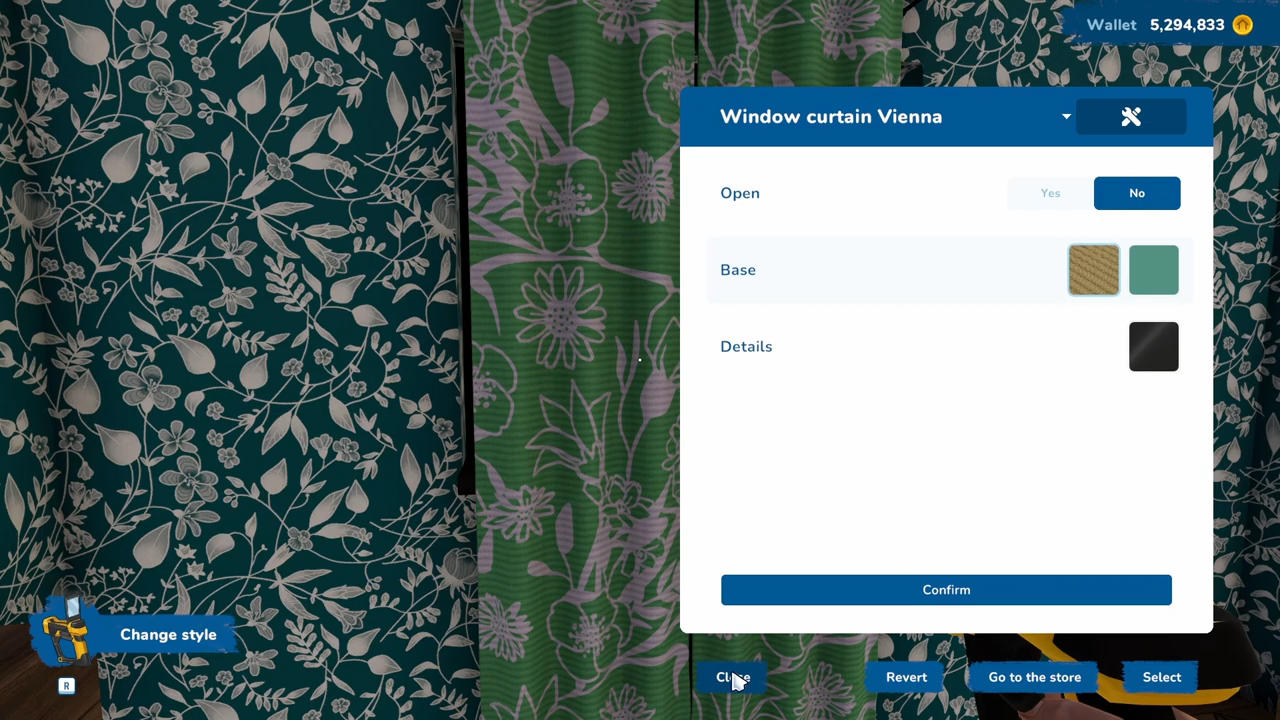 Wallet 5,294,833
Window curtain Vienna
Open Yes No
Base
Details
Confirm
Change style
R
Close Revert Go to the store Select